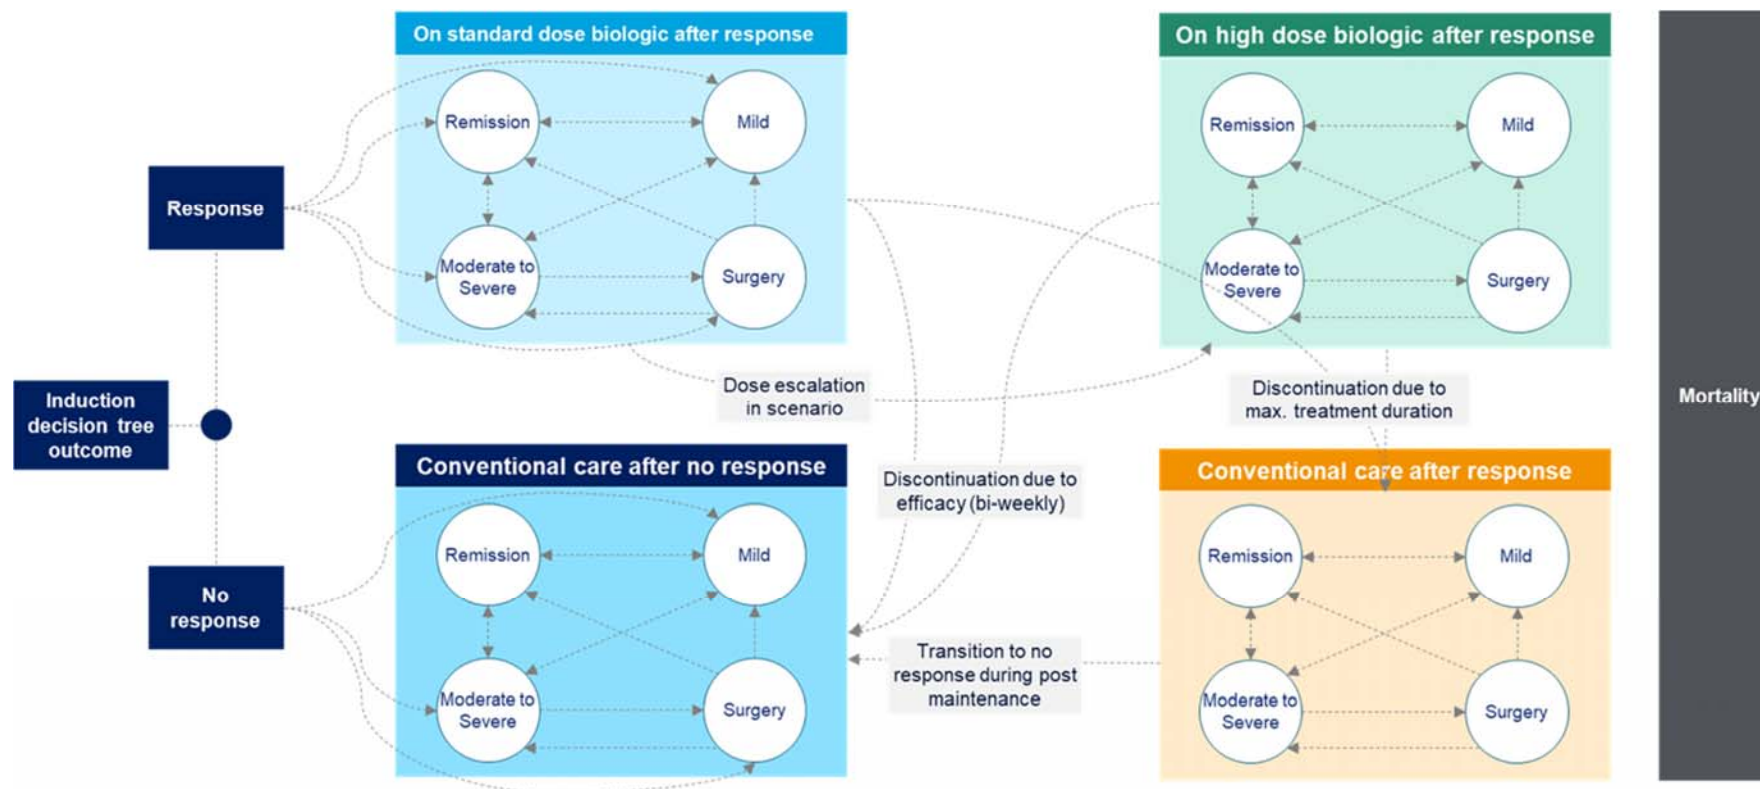 On standard dose biologic after response
Remission
Mild
Moderate to
Severe
Surgery
On high dose biologic after response
Remission
Mild
Moderate to
Severe
Surgery
Mortality
Response
Induction
decision tree
outcome
No
response
Dose escalation
in scenario
Discontinuation due to
max. treatment duration
Discontinuation due to
efficacy (bi-weekly)
Transition to no
response during post
maintenance
Conventional care after no response
Remission
Mild
Moderate to
Severe
Surgery
Conventional care after response
Remission
Mild
Moderate to
Severe
Surgery